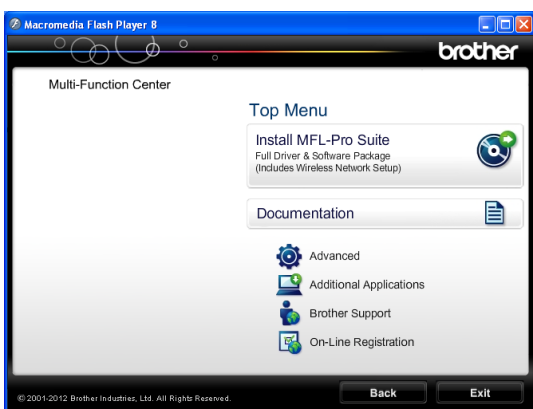 Macromedia Flash Player 8
brother
Multi-Function Center
Top Menu
Install MFL-Pro Suite
Full Driver & Software Package
(Includes Wireless Network Setup)
Documentation
Advanced
Additional Applications
Brother Support
On-Line Registration
© 2001-2012 Brother Industries, Ltd. All Rights Reserved.
Back
Exit